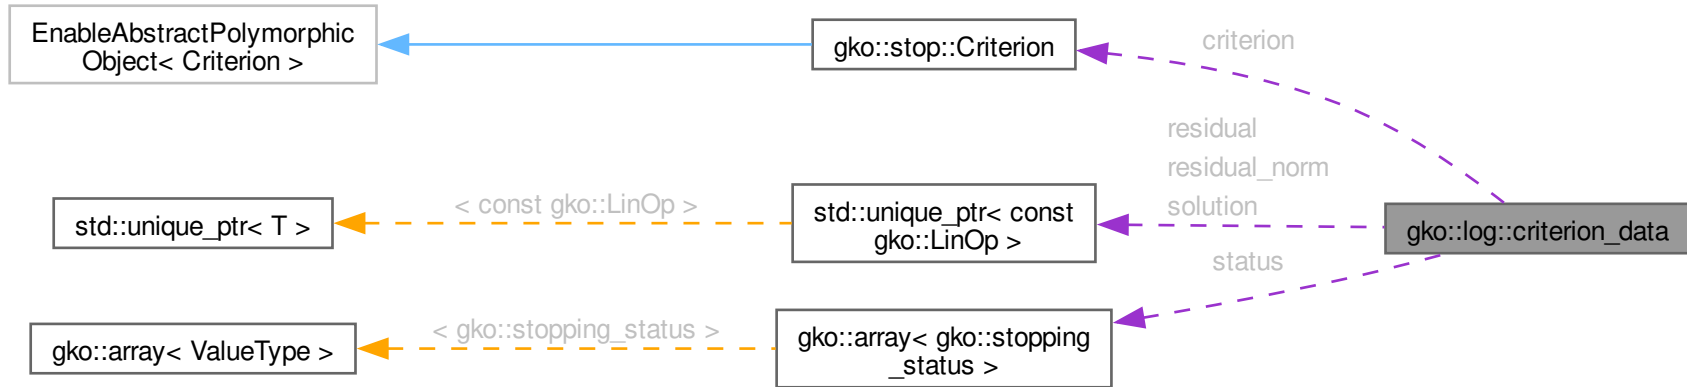 EnableAbstractPolymorphic
Object< Criterion >
gko::stop::Criterion
criterion
residual
residual_norm
solution
std::unique_ptr< T >
< const gko::LinOp >
std::unique_ptr< const
gko::LinOp >
gko::log::criterion_data
status
gko::array< ValueType >
< gko::stopping_status >
gko::array< gko::stopping
_status >